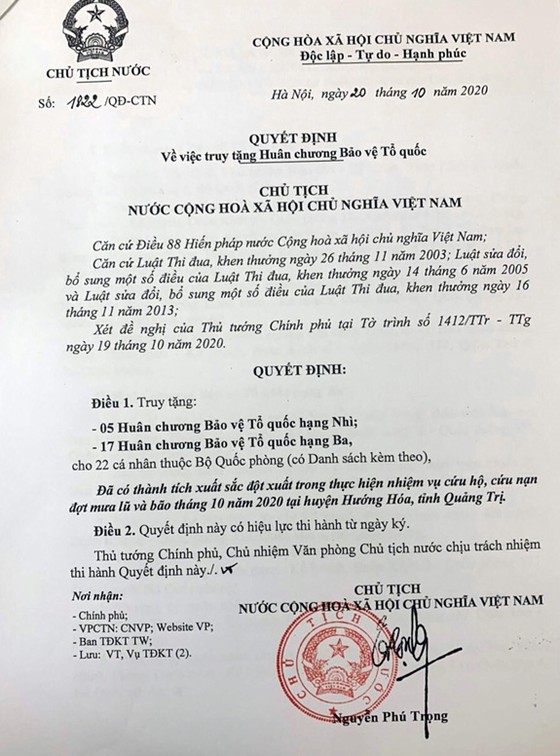 CHỦ TỊCH NƯỚC
CỘNG HÒA XÃ HỘI CHỦ NGHĨA VIỆT NAM
Độc lập - Tự do - Hạnh phúc
Số: 1822/QĐ-CTN
Hà Nội, ngày 20 tháng 10 năm 2020
QUYẾT ĐỊNH
Về việc truy tặng Huân chương Bảo vệ Tổ quốc
CHỦ TỊCH
NƯỚC CỘNG HOÀ XÃ HỘI CHỦ NGHĨA VIỆT NAM
Căn cứ Điều 88 Hiến pháp nước Cộng hoà xã hội chủ nghĩa Việt Nam;
Căn cứ Luật Thi đua, khen thưởng ngày 26 tháng 11 năm 2003; Luật sửa đổi,
bổ sung một số điều của Luật Thi đua, khen thưởng ngày 14 tháng 6 năm 2005
và Luật sửa đổi, bổ sung một số điều của Luật Thi đua, khen thưởng ngày 16
tháng 11 năm 2013;
Xét đề nghị của Thủ tướng Chính phủ tại Tờ trình số 1412/TTr - TTg
ngày 19 tháng 10 năm 2020.
QUYẾT ĐỊNH:
Điều 1. Truy tặng:
- 05 Huân chương Bảo vệ Tổ quốc hạng Nhì;
- 17 Huân chương Bảo vệ Tổ quốc hạng Ba,
cho 22 cá nhân thuộc Bộ Quốc phòng (có Danh sách kèm theo),
Đã có thành tích xuất sắc đột xuất trong thực hiện nhiệm vụ cứu hộ, cứu nạn
đợt mưa lũ và bão tháng 10 năm 2020 tại huyện Hướng Hóa, tỉnh Quảng Trị.
Điều 2. Quyết định này có hiệu lực thi hành từ ngày ký.
Thủ tướng Chính phủ, Chủ nhiệm Văn phòng Chủ tịch nước chịu trách nhiệm
thi hành Quyết định này./.
Nơi nhận:
- Chính phủ;
- VPCTN: CNVP; Website VP;
- Ban TĐKT TW;
- Lưu: VT, Vụ TĐKT (2).
CHỦ TỊCH
NƯỚC CỘNG HOÀ XÃ HỘI CHỦ NGHĨA VIỆT NAM
CHỦ TỊCH NƯỚC
Nguyễn Phú Trọng